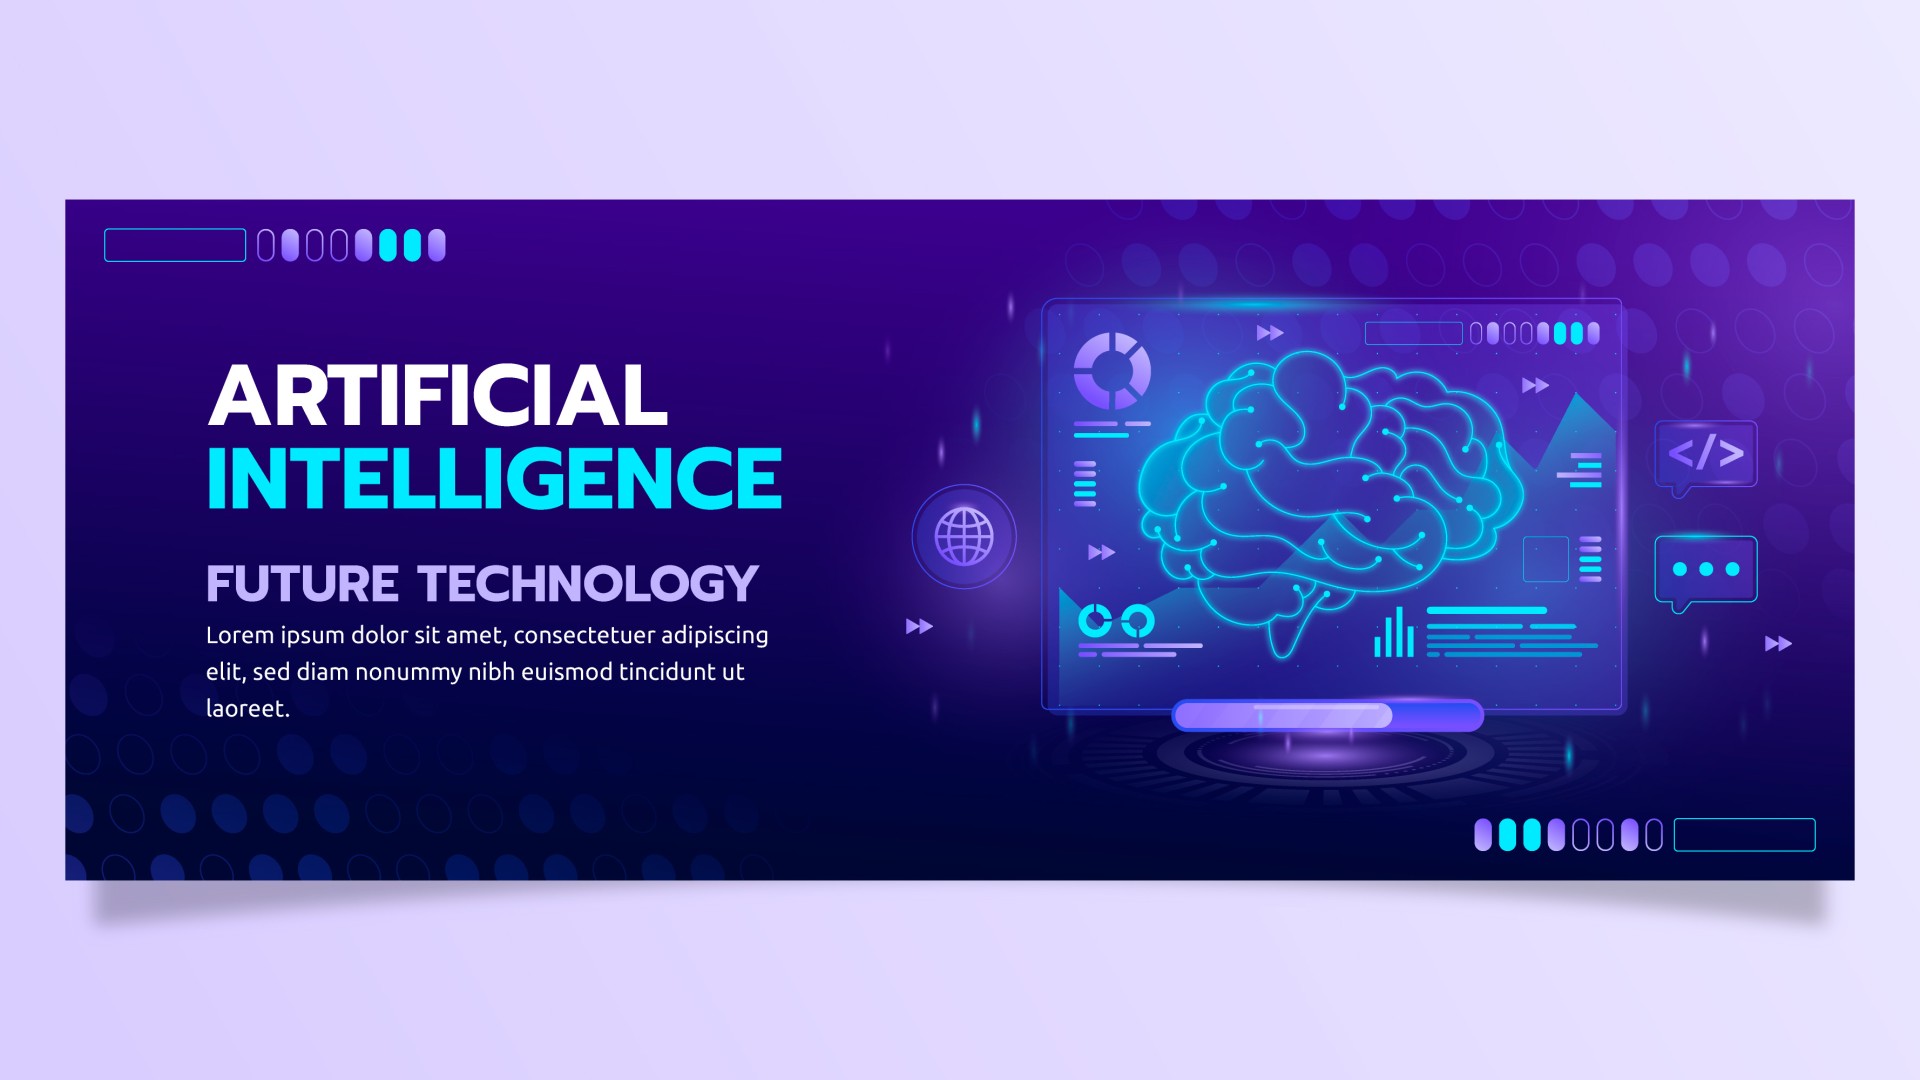 ARTIFICIAL
INTELLIGENCE
FUTURE TECHNOLOGY
Lorem ipsum dolor sit amet, consectetuer adipiscing
elit, sed diam nonummy nibh euismod tincidunt ut
laoreet.
</>